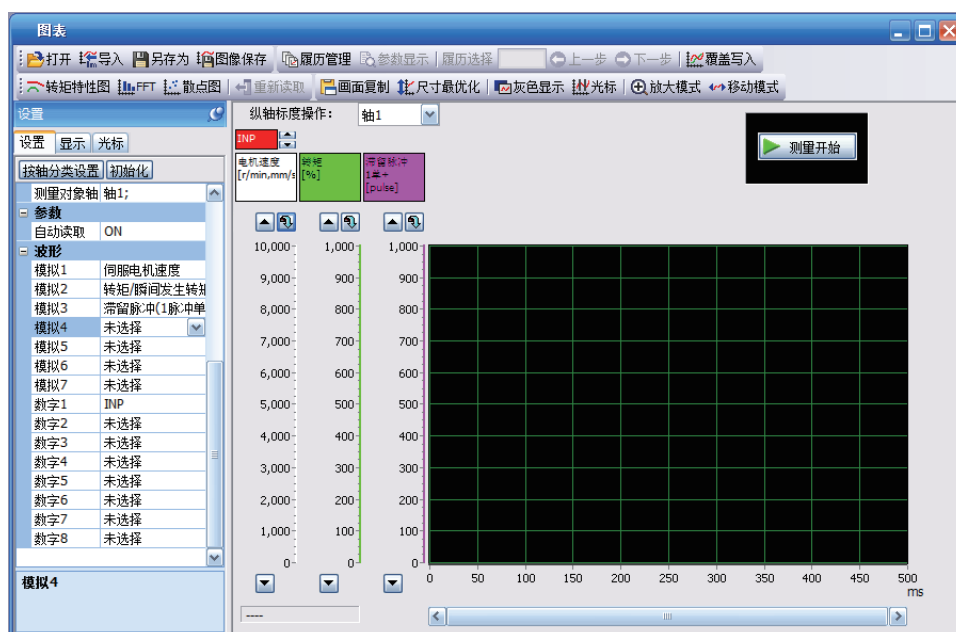 图表
打开 导入 另存为 图像保存 履历管理 参数显示 履历选择 上一步 下一步 覆盖写入
转矩特性图 FFT 散点图 重新读取 画面复制 尺寸最优化 灰色显示 光标 放大模式 移动模式
设置
设置 显示 光标
按轴分类设置 初始化
测量对象轴 轴1;
参数
自动读取 ON
波形
模拟1 伺服电机速度
模拟2 转矩/瞬间发生转矩
模拟3 滞留脉冲(1脉冲单
模拟4 未选择
模拟5 未选择
模拟6 未选择
模拟7 未选择
数字1 INP
数字2 未选择
数字3 未选择
数字4 未选择
数字5 未选择
数字6 未选择
数字7 未选择
数字8 未选择
模拟4
纵轴标度操作： 轴1
INP
电机速度
[r/min,mm/s
转矩
[%]
滞留脉冲
1单+
[pulse]
测量开始
10,000 1,000 1,000
9,000 900 900
8,000 800 800
7,000 700 700
6,000 600 600
5,000 500 500
4,000 400 400
3,000 300 300
2,000 200 200
1,000 100 100
0 0 0
0 50 100 150 200 250 300 350 400 450 500
ms
----